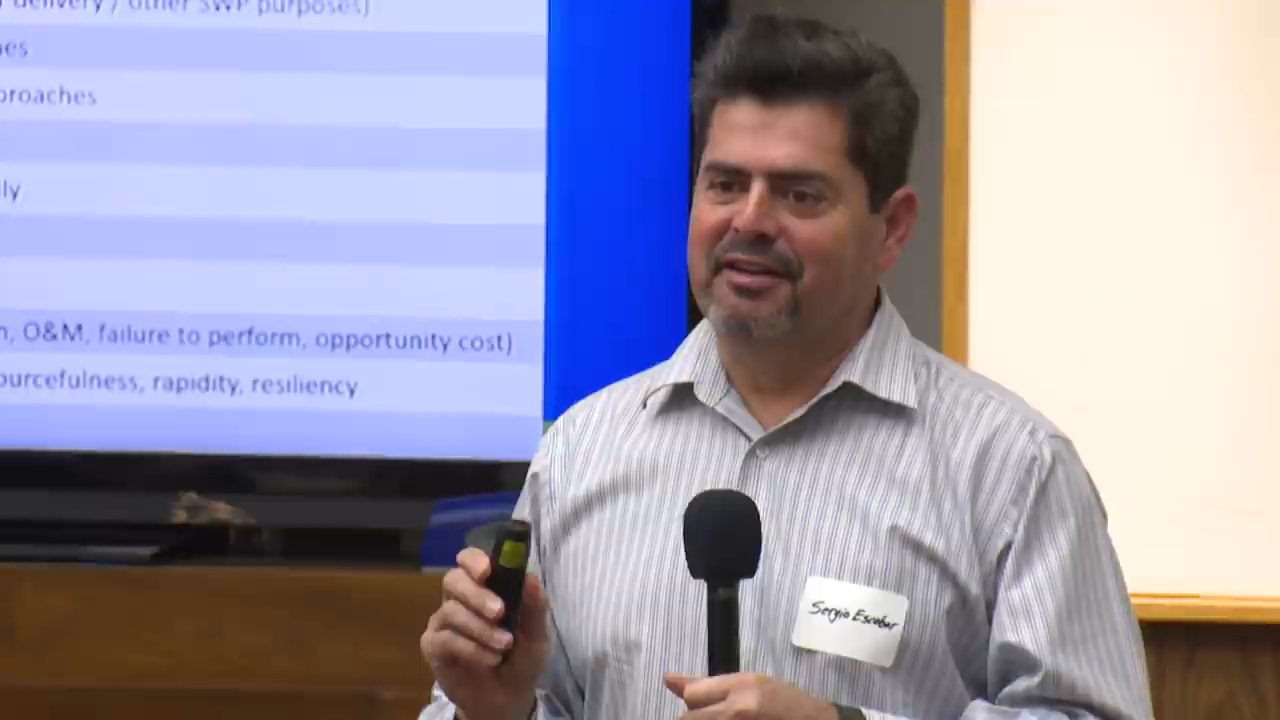 delivery / other SWP purposes)
es
proaches
ly
, O&M, failure to perform, opportunity cost)
ourcefulness, rapidity, resiliency
Sergio Escobar